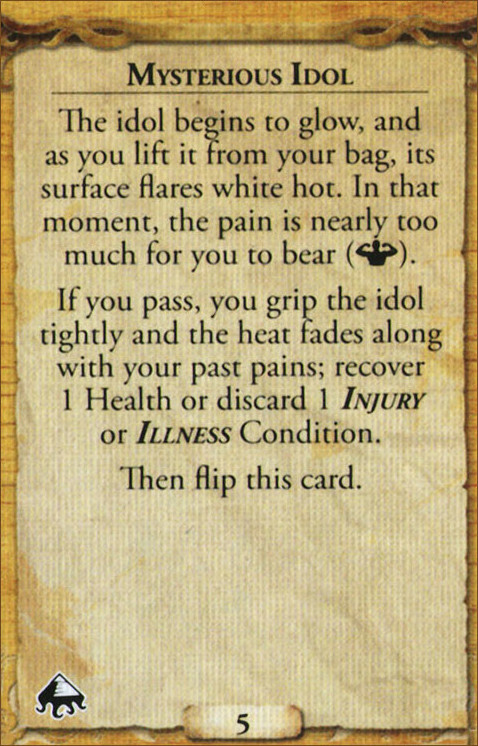 Mysterious Idol
The idol begins to glow, and
as you lift it from your bag, its
surface flares white hot. In that
moment, the pain is nearly too
much for you to bear ( ).
If you pass, you grip the idol
tightly and the heat fades along
with your past pains; recover
1 Health or discard 1 Injury
or Illness Condition.
Then flip this card.
5